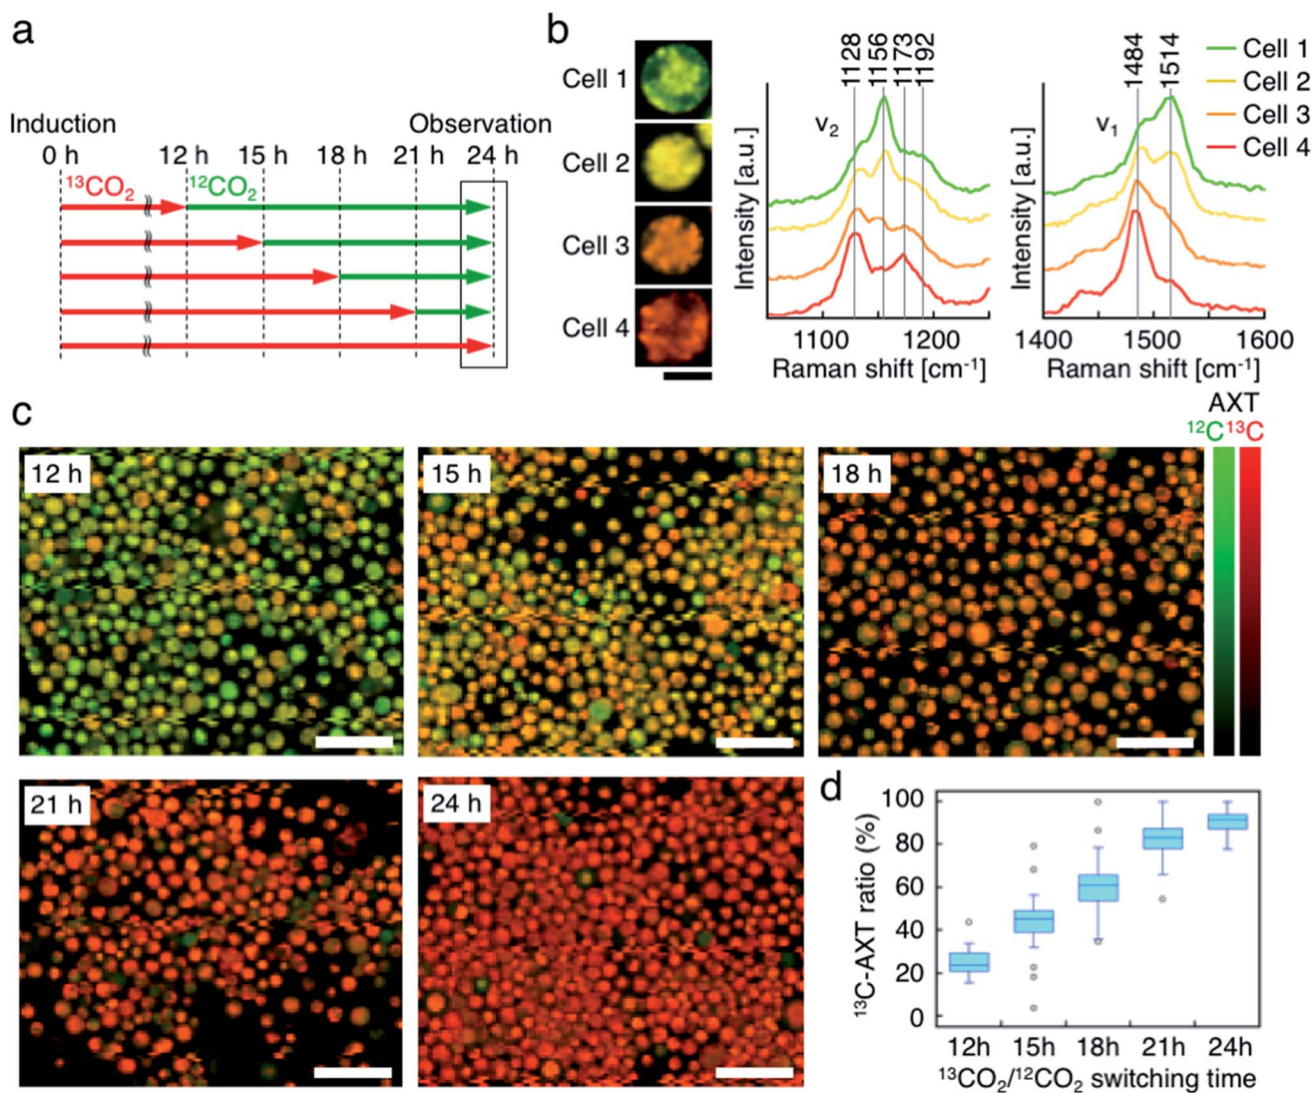 a
Induction
Observation
0 h
12 h
15 h
18 h
21 h
24 h
¹³CO₂
¹²CO₂
b
Cell 1
Cell 2
Cell 3
Cell 4
Intensity [a.u.]
ν₂
1128
1156
1173
1192
1100
1200
Raman shift [cm⁻¹]
Intensity [a.u.]
ν₁
1484
1514
1400
1500
1600
Raman shift [cm⁻¹]
Cell 1
Cell 2
Cell 3
Cell 4
c
AXT
¹²C ¹³C
12 h
15 h
18 h
21 h
24 h
d
¹³C-AXT ratio (%)
100
80
60
40
20
0
12h 15h 18h 21h 24h
¹³CO₂/¹²CO₂ switching time